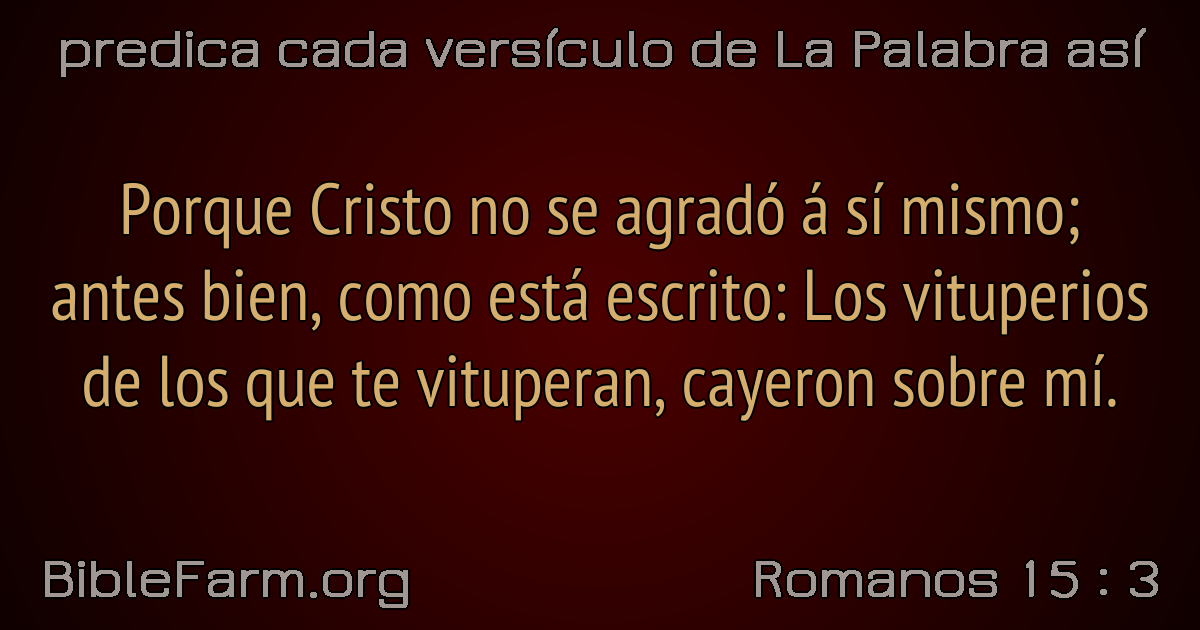 predica cada versículo de La Palabra así
Porque Cristo no se agradó á sí mismo;
antes bien, como está escrito: Los vituperios
de los que te vituperan, cayeron sobre mí.
BibleFarm.org
Romanos 15 : 3